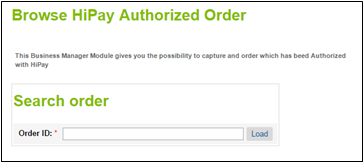 Browse HiPay Authorized Order
This Business Manager Module gives you the possibility to capture and order which has beed Authorized
with HiPay
Search order
Order ID: * Load